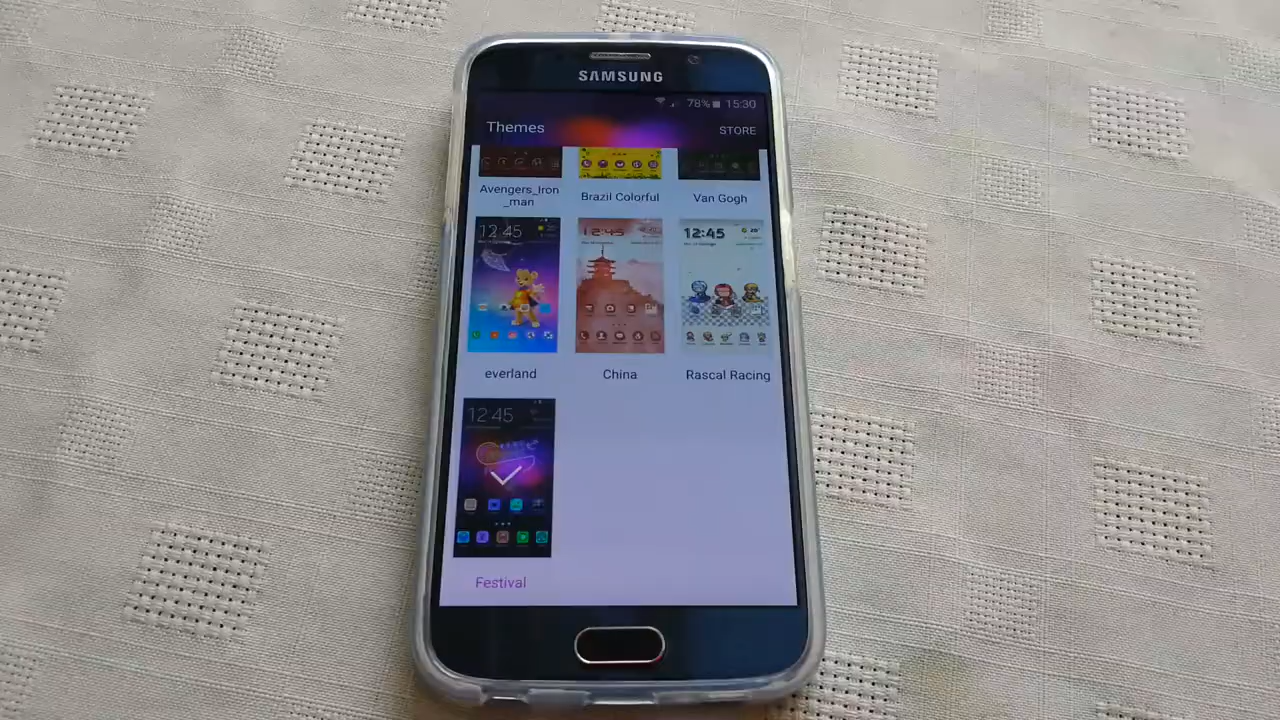 SAMSUNG
78% 15:30
Themes
STORE
Avengers_Iron
_man
Brazil Colorful
Van Gogh
12:45
12:45
12:45
everland
China
Rascal Racing
12:45
Festival